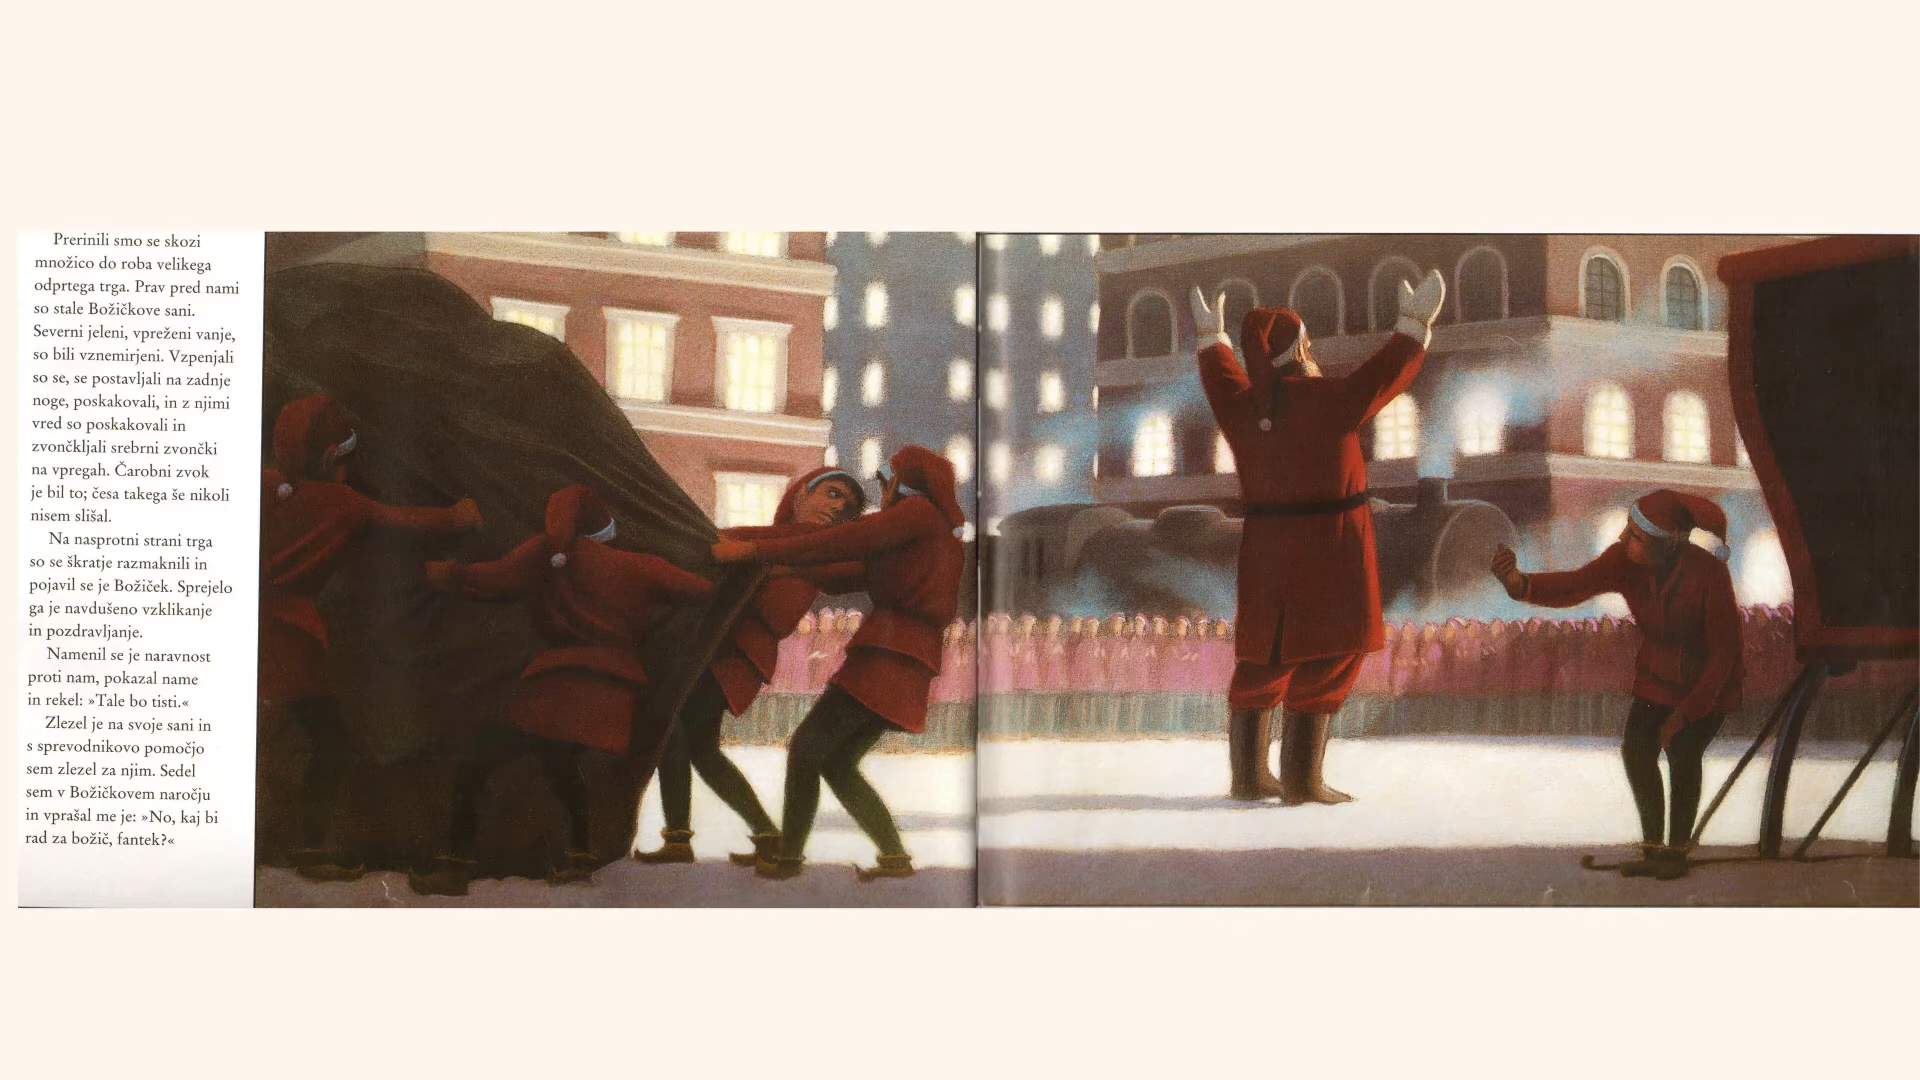 Prerinili smo se skozi
množico do roba velikega
odprtega trga. Prav pred nami
so stale Božičkove sani.
Severni jeleni, vpreženi vanje,
so bili vznemirjeni. Vzpenjali
so se, se postavljali na zadnje
noge, poskakovali, in z njimi
vred so poskakovali in
zvončkljali srebrni zvončki
na vpregah. Čarobni zvok
je bil to; česa takega še nikoli
nisem slišal.
Na nasprotni strani trga
so se škratje razmaknili in
pojavil se je Božiček. Sprejelo
ga je navdušeno vzklikanje
in pozdravljanje.
Namenil se je naravnost
proti nam, pokazal name
in rekel: »Tale bo tisti.«
Zlezel je na svoje sani in
s sprevodnikovo pomočjo
sem zlezel za njim. Sedel
sem v Božičkovem naročju
in vprašal me je: »No, kaj bi
rad za božič, fantek?«